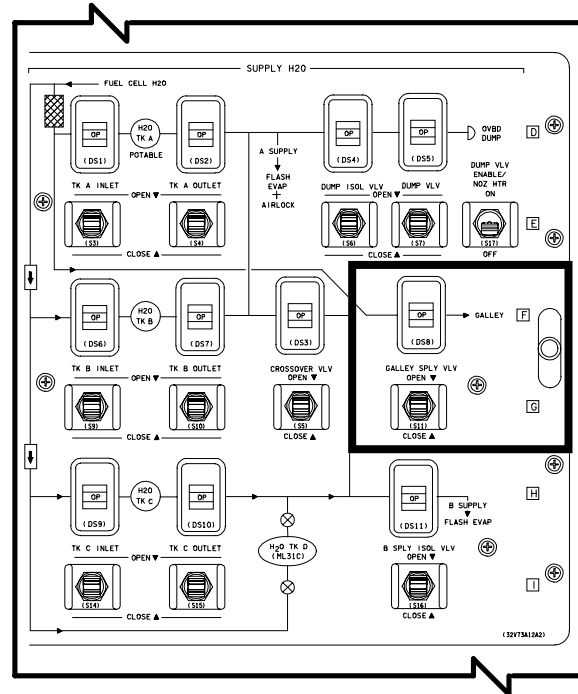 SUPPLY H2O
FUEL CELL H2O
OP
(DS1)
H2O
TK A
POTABLE
OP
(DS2)
A SUPPLY
FLASH
EVAP
+
AIRLOCK
OP
(DS4)
OP
(DS5)
OVBD
DUMP
D
TK A INLET
TK A OUTLET
OPEN ▼
(S3)
(S4)
CLOSE ▲
DUMP ISOL VLV
DUMP VLV
OPEN ▼
(S6)
(S7)
CLOSE ▲
DUMP VLV
ENABLE/
NOZ HTR
ON
(S17)
OFF
E
OP
(DS6)
H2O
TK B
OP
(DS7)
OP
(DS3)
OP
(DS8)
GALLEY
F
TK B INLET
TK B OUTLET
OPEN ▼
(S9)
(S10)
CLOSE ▲
CROSSOVER VLV
OPEN ▼
(S5)
CLOSE ▲
GALLEY SPLY VLV
OPEN ▼
(S11)
CLOSE ▲
G
OP
(DS9)
H2O
TK C
OP
(DS10)
OP
(DS11)
B SUPPLY
FLASH EVAP
H
TK C INLET
TK C OUTLET
OPEN ▼
(S14)
(S15)
CLOSE ▲
H2O TK D
(ML31C)
B SPLY ISOL VLV
OPEN ▼
(S16)
CLOSE ▲
I
(32V73A12A2)